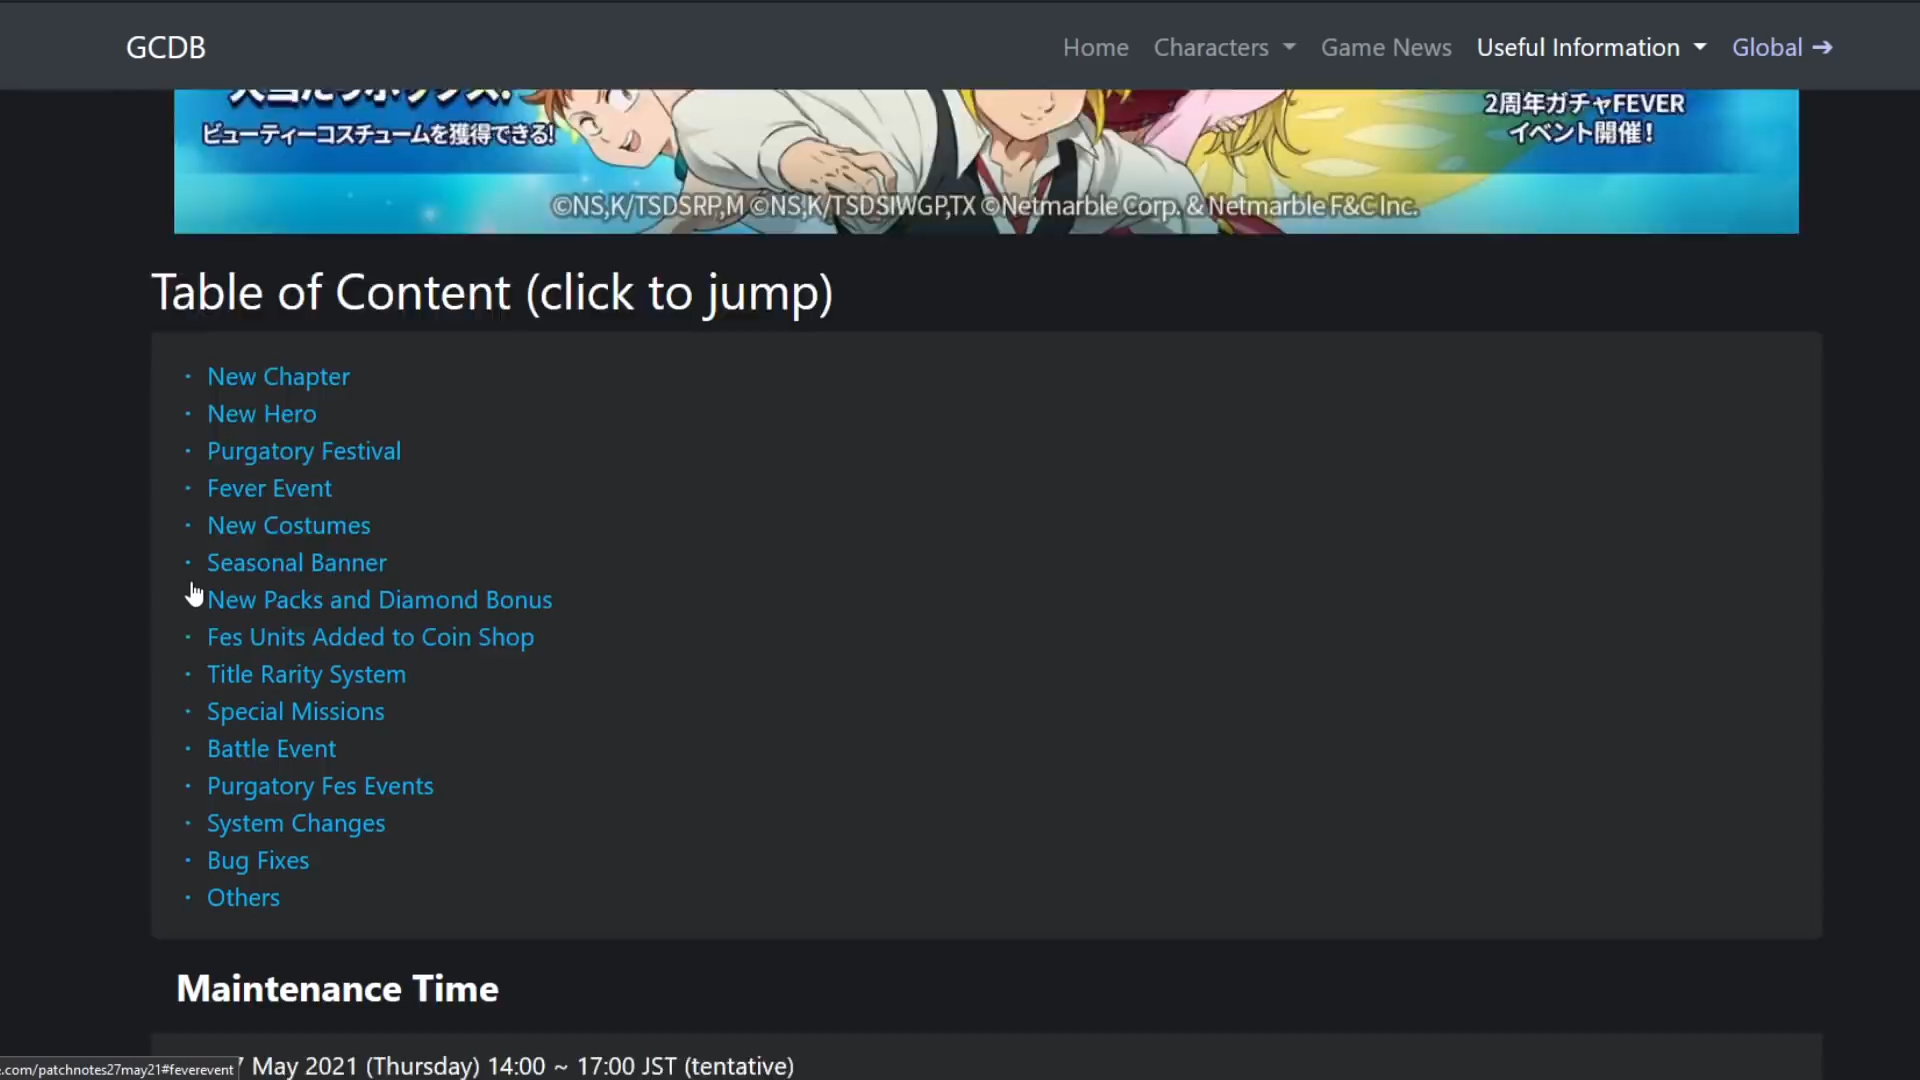 GCDB
Home Characters Game News Useful Information Global →
ビューティーコスチュームを獲得できる!
2周年ガチャFEVER
イベント開催!
©NS,K/TSDSRP,M ©NS,K/TSDSIWGP,TX ©Netmarble Corp. & Netmarble F&C Inc.
Table of Content (click to jump)
· New Chapter
· New Hero
· Purgatory Festival
· Fever Event
· New Costumes
· Seasonal Banner
New Packs and Diamond Bonus
· Fes Units Added to Coin Shop
· Title Rarity System
· Special Missions
· Battle Event
· Purgatory Fes Events
· System Changes
· Bug Fixes
· Others
Maintenance Time
7 May 2021 (Thursday) 14:00 ~ 17:00 JST (tentative)
.com/patchnotes27may21#feverevent